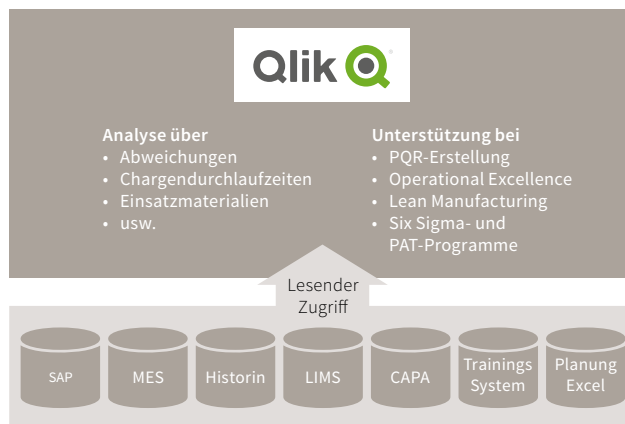 Qlik
Analyse über
• Abweichungen
• Chargendurchlaufzeiten
• Einsatzmaterialien
• usw.
Unterstützung bei
• PQR-Erstellung
• Operational Excellence
• Lean Manufacturing
• Six Sigma- und
PAT-Programme
Lesender
Zugriff
SAP
MES
Historin
LIMS
CAPA
Trainings
System
Planung
Excel